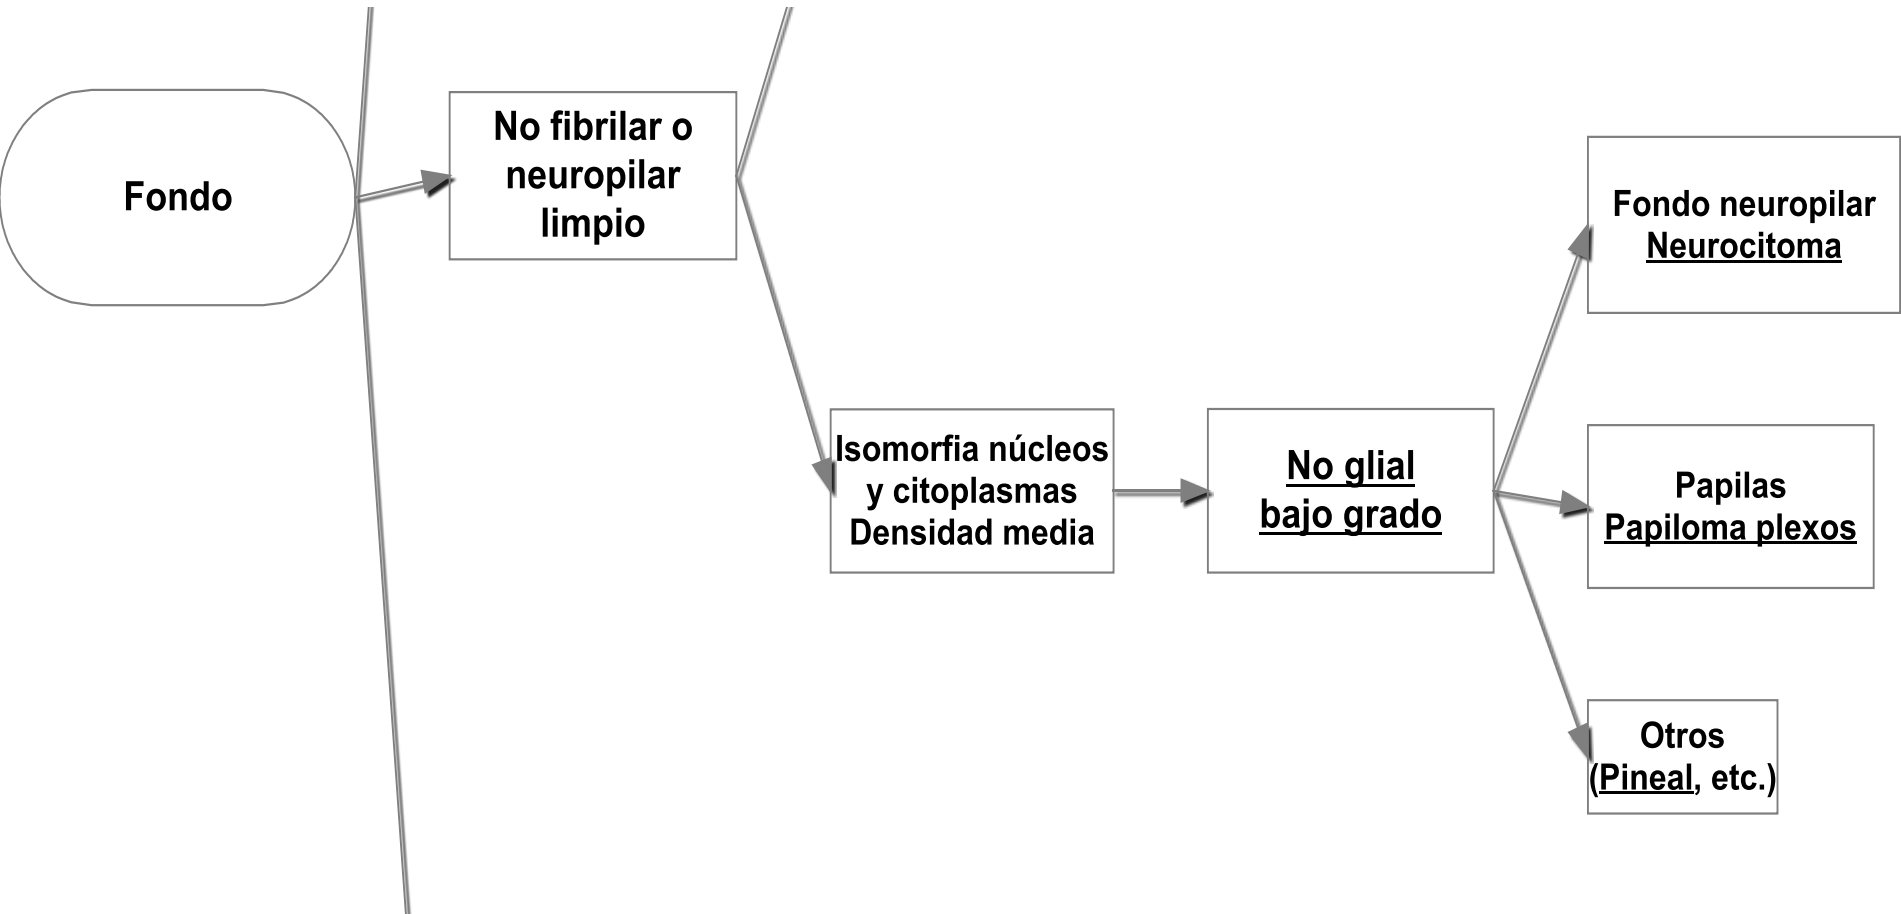 Fondo
No fibrilar o
neuropilar
limpio
Isomorfia núcleos
y citoplasmas
Densidad media
No glial
bajo grado
Fondo neuropilar
Neurocitoma
Papilas
Papiloma plexos
Otros
(Pineal, etc.)